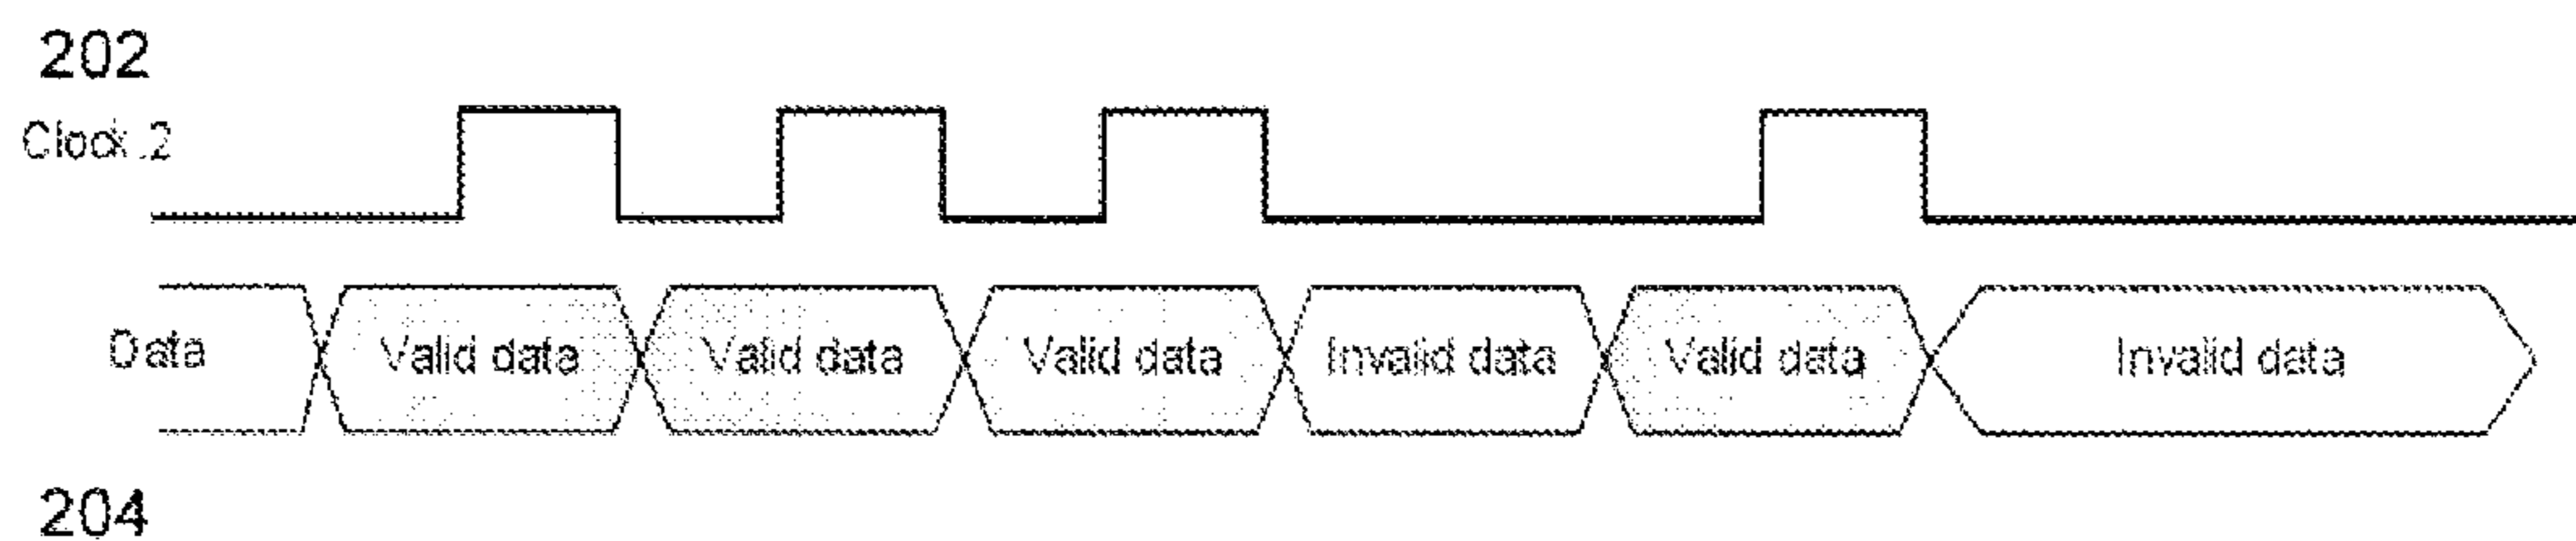 202
Clock 2
Data Valid data Valid data Valid data Invalid data Valid data Invalid data
204